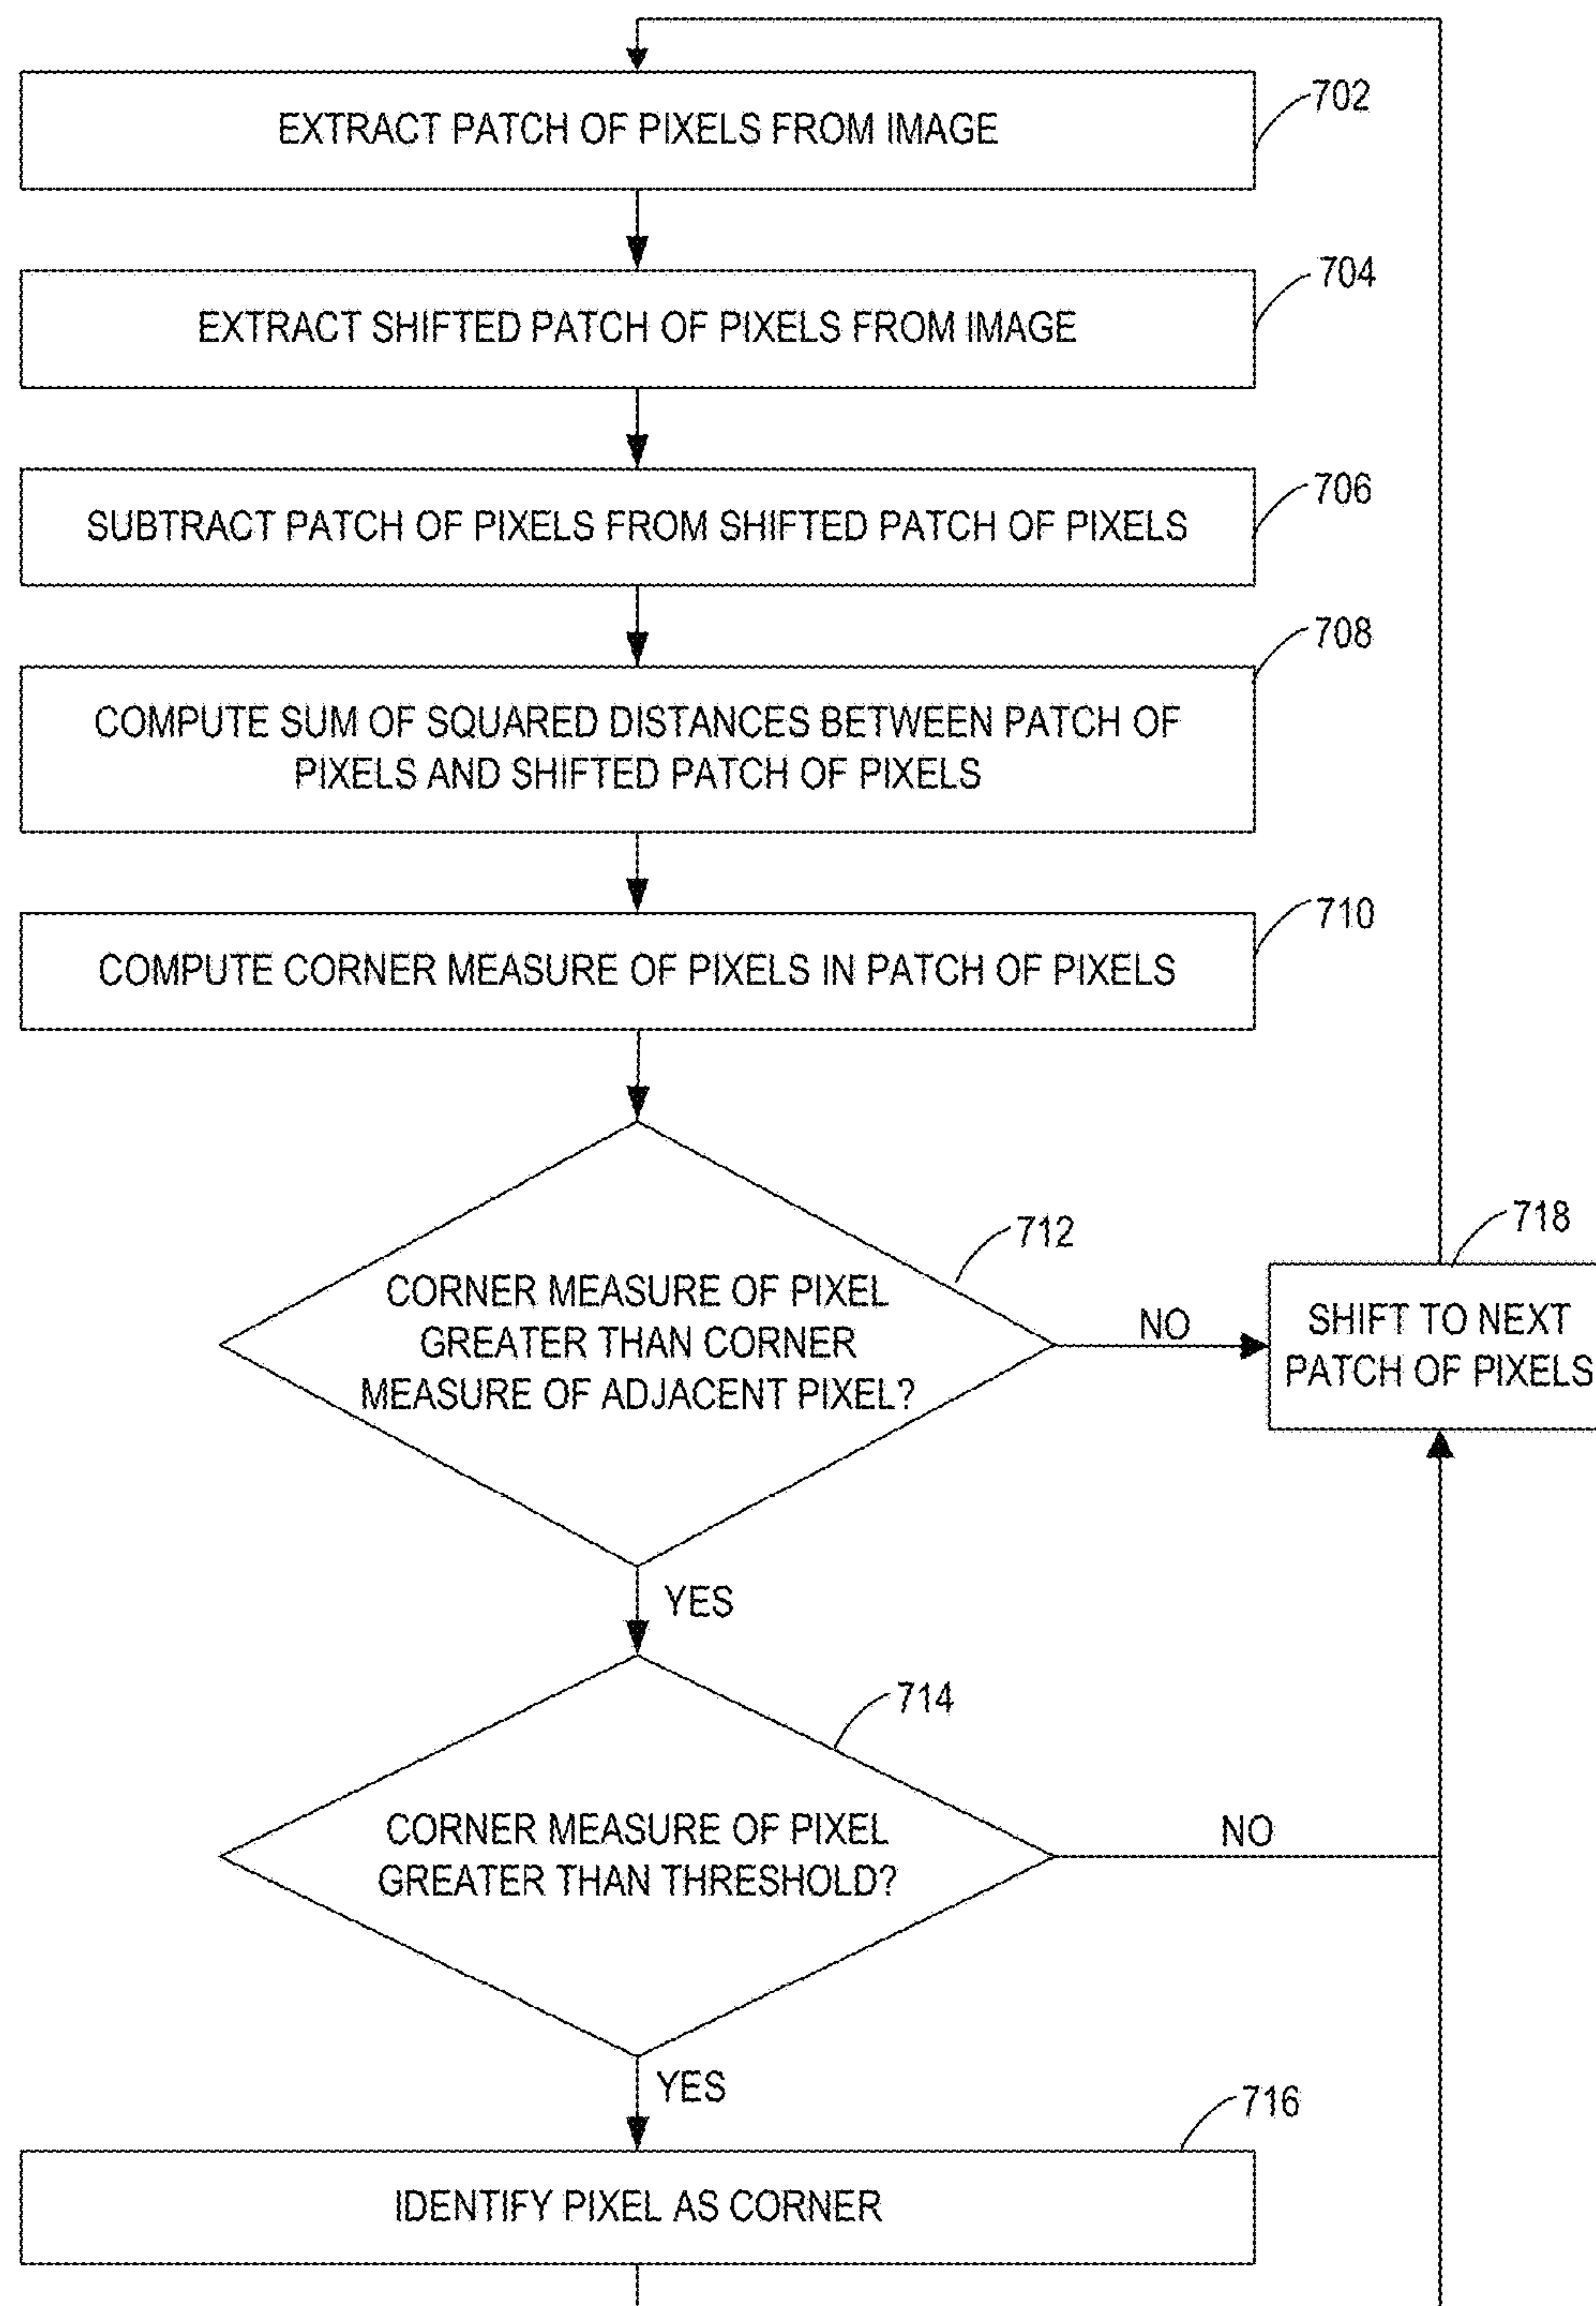 EXTRACT PATCH OF PIXELS FROM IMAGE
702
EXTRACT SHIFTED PATCH OF PIXELS FROM IMAGE
704
SUBTRACT PATCH OF PIXELS FROM SHIFTED PATCH OF PIXELS
706
COMPUTE SUM OF SQUARED DISTANCES BETWEEN PATCH OF
PIXELS AND SHIFTED PATCH OF PIXELS
708
COMPUTE CORNER MEASURE OF PIXELS IN PATCH OF PIXELS
710
CORNER MEASURE OF PIXEL
GREATER THAN CORNER
MEASURE OF ADJACENT PIXEL?
712
NO
SHIFT TO NEXT
PATCH OF PIXELS
718
YES
CORNER MEASURE OF PIXEL
GREATER THAN THRESHOLD?
714
NO
YES
IDENTIFY PIXEL AS CORNER
716